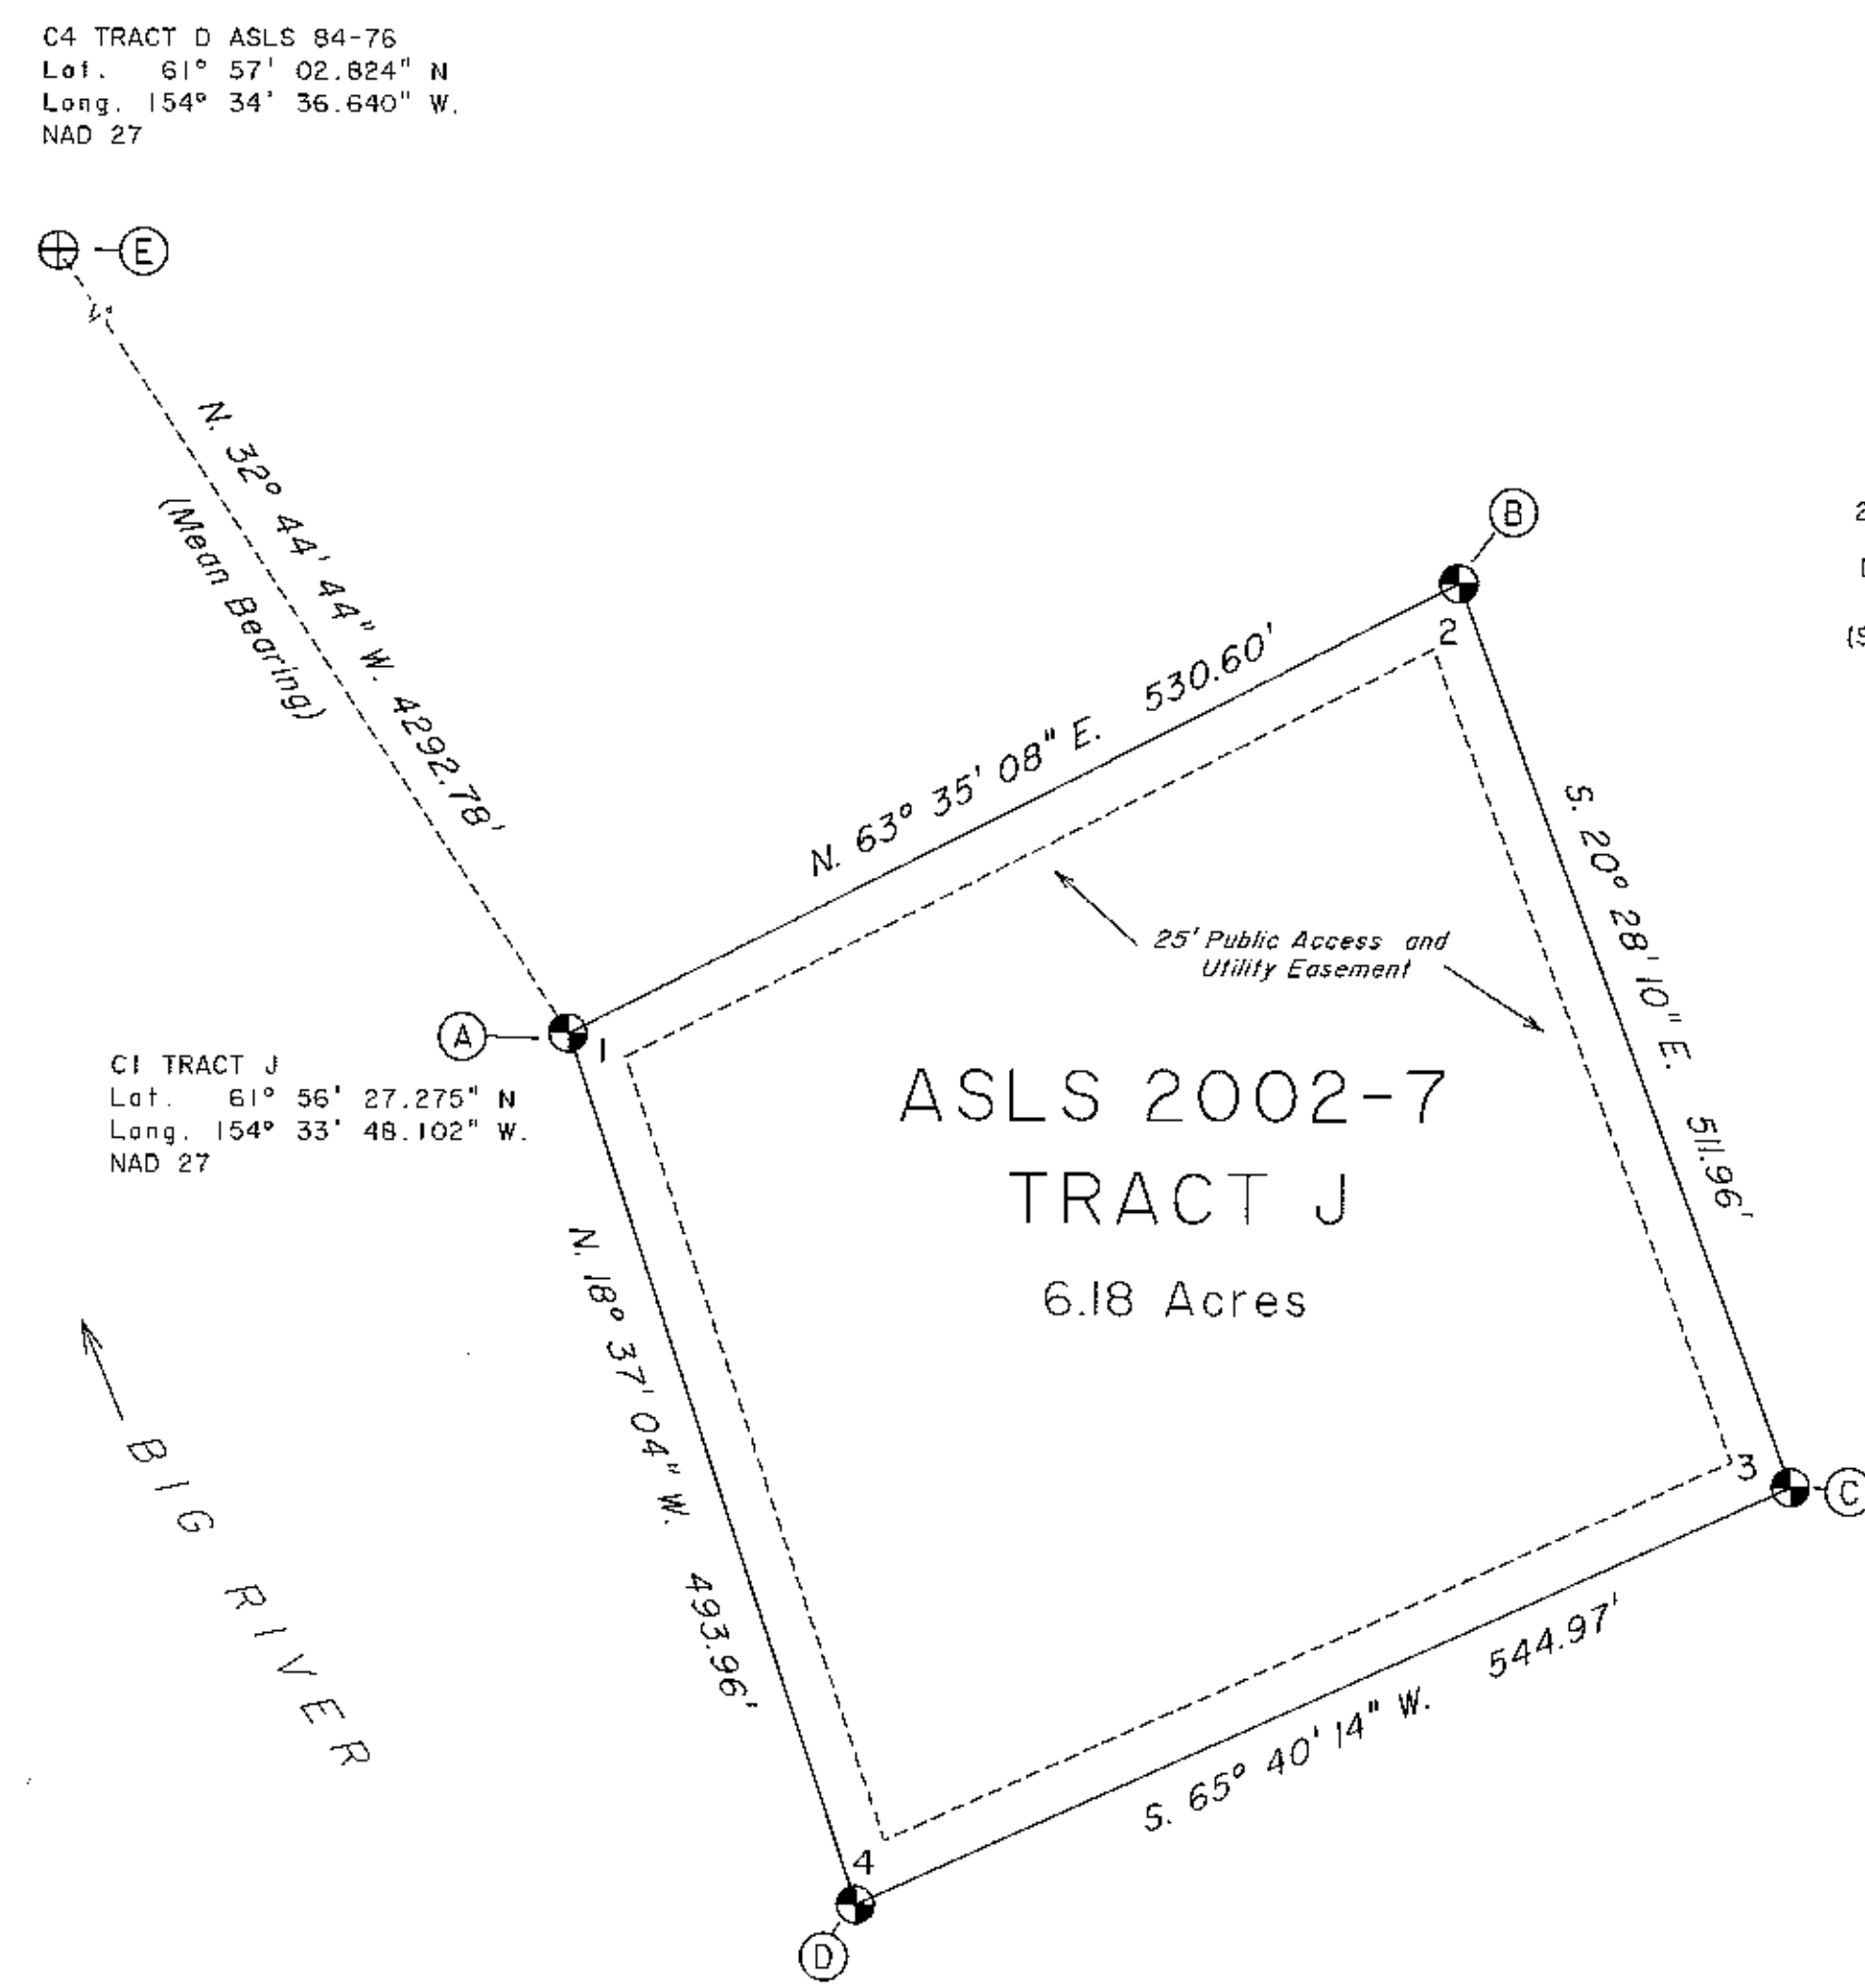 C4 TRACT D ASLS 84-76
Lat. 61° 57' 02.824" N
Long. 154° 34' 36.640" W.
NAD 27
E
N. 32° 44' 44" W. 4292.78'
(Mean Bearing)
B
2
N. 63° 35' 08" E. 530.60'
S. 20° 28' 10" E. 511.96'
25' Public Access and
Utility Easement
A
1
C1 TRACT J
Lat. 61° 56' 27.275" N
Long. 154° 33' 48.102" W.
NAD 27
ASLS 2002-7
TRACT J
6.18 Acres
N. 18° 37' 04" W. 493.96'
BIG RIVER
3
C
S. 65° 40' 14" W. 544.97'
4
D